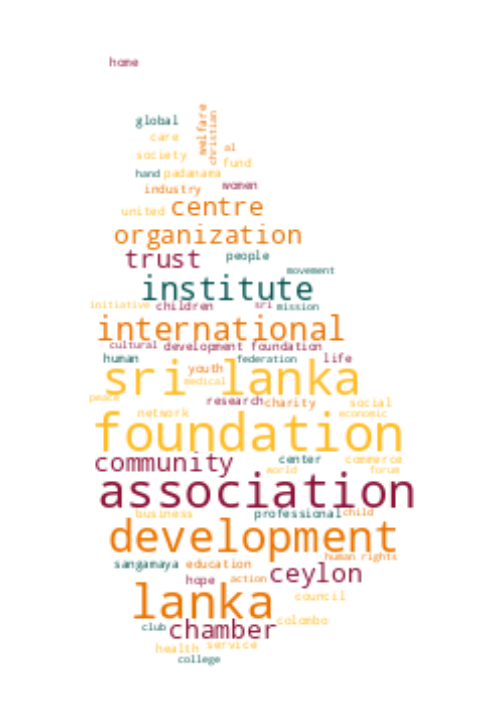 home
global
welfare
christian
care
al
society
fund
hand padanama
industry women
united centre
organization
trust people
movement
institute
initiative children sri mission
international
cultural development foundation
human federation life
youth
sri lanka
medical
peace research charity social
network economic
foundation
community center commerce
world forum
association
business professional child
development
human rights
sangamaya education
hope action ceylon
lanka council
club chamber colombo
health service
college